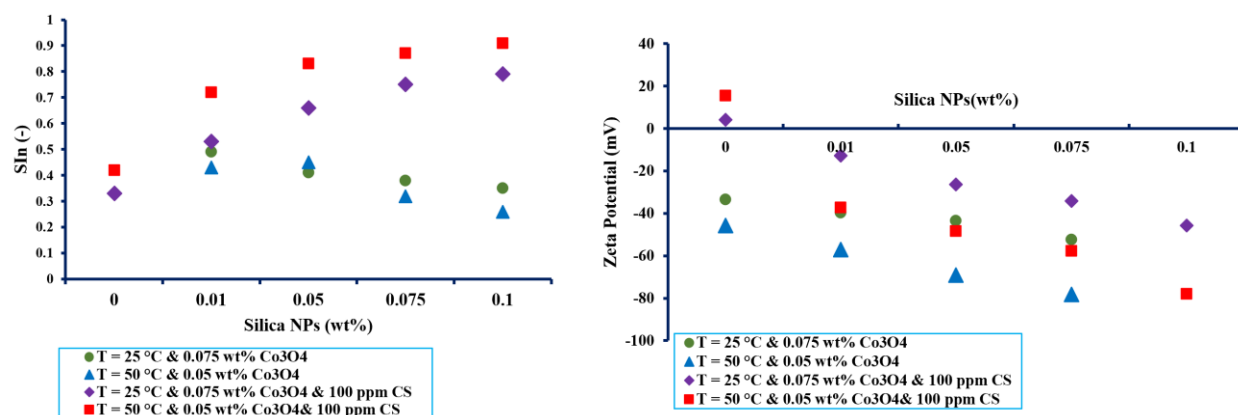 1
0.9
0.8
0.7
0.6
0.5
0.4
0.3
0.2
0.1
0
SIn (-)
0 0.01 0.05 0.075 0.1
Silica NPs (wt%)
T = 25 °C & 0.075 wt% Co3O4
T = 50 °C & 0.05 wt% Co3O4
T = 25 °C & 0.075 wt% Co3O4 & 100 ppm CS
T = 50 °C & 0.05 wt% Co3O4& 100 ppm CS
40
20
0
-20
-40
-60
-80
-100
Zeta Potential (mV)
Silica NPs(wt%)
0 0.01 0.05 0.075 0.1
T = 25 °C & 0.075 wt% Co3O4
T = 50 °C & 0.05 wt% Co3O4
T = 25 °C & 0.075 wt% Co3O4 & 100 ppm CS
T = 50 °C & 0.05 wt% Co3O4& 100 ppm CS